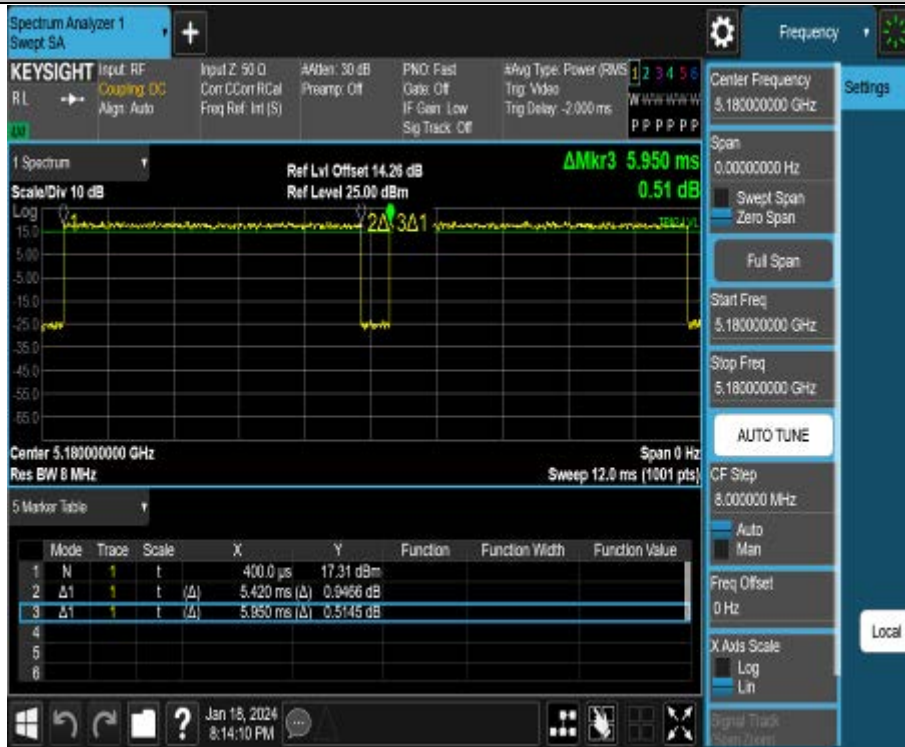 Spectrum Analyzer 1
Swept SA
Frequency
KEYSIGHT
RL
Input: RF
Coupling: DC
Align: Auto
Input Z: 50 Ω
Corr CCorr RCal
Freq Ref: Int (S)
#Atten: 30 dB
Preamp: Off
PNO: Fast
Gate: Off
IF Gain: Low
Sig Track: Off
#Avg Type: Power (RMS
Trig: Video
Trig Delay: -2.000 ms
1 2 3 4 5 6
W W W W W W
P P P P P P
Center Frequency
5.180000000 GHz
Settings
Span
0.00000000 Hz
Swept Span
Zero Span
Full Span
Start Freq
5.180000000 GHz
Stop Freq
5.180000000 GHz
AUTO TUNE
CF Step
8.000000 MHz
Auto
Man
Freq Offset
0 Hz
X Axis Scale
Log
Lin
Signal Track
(Span Zoom)
Local
1 Spectrum
Scale/Div 10 dB
Ref Lvl Offset 14.26 dB
Ref Level 25.00 dBm
ΔMkr3 5.950 ms
0.51 dB
Log
15.0
5.00
-5.00
-15.0
-25.0
-35.0
-45.0
-55.0
-65.0
1
2Δ
3Δ1
Center 5.180000000 GHz
Res BW 8 MHz
Span 0 Hz
Sweep 12.0 ms (1001 pts)
5 Marker Table
Mode Trace Scale X Y Function Function Width Function Value
1 N 1 t 400.0 µs 17.31 dBm
2 Δ1 1 t (Δ) 5.420 ms (Δ) 0.9466 dB
3 Δ1 1 t (Δ) 5.950 ms (Δ) 0.5145 dB
4
5
6
?
Jan 18, 2024
8:14:10 PM